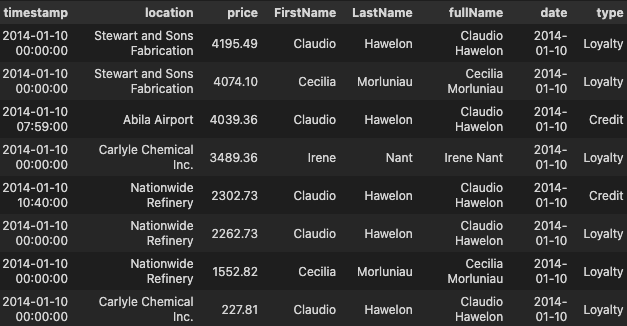 timestamp location price FirstName LastName fullName date type
2014-01-10 00:00:00 Stewart and Sons Fabrication 4195.49 Claudio Hawelon Claudio Hawelon 2014-01-10 Loyalty
2014-01-10 00:00:00 Stewart and Sons Fabrication 4074.10 Cecilia Morluniau Cecilia Morluniau 2014-01-10 Loyalty
2014-01-10 07:59:00 Abila Airport 4039.36 Claudio Hawelon Claudio Hawelon 2014-01-10 Credit
2014-01-10 00:00:00 Carlyle Chemical Inc. 3489.36 Irene Nant Irene Nant 2014-01-10 Loyalty
2014-01-10 10:40:00 Nationwide Refinery 2302.73 Claudio Hawelon Claudio Hawelon 2014-01-10 Credit
2014-01-10 00:00:00 Nationwide Refinery 2262.73 Claudio Hawelon Claudio Hawelon 2014-01-10 Loyalty
2014-01-10 00:00:00 Nationwide Refinery 1552.82 Cecilia Morluniau Cecilia Morluniau 2014-01-10 Loyalty
2014-01-10 00:00:00 Carlyle Chemical Inc. 227.81 Claudio Hawelon Claudio Hawelon 2014-01-10 Loyalty